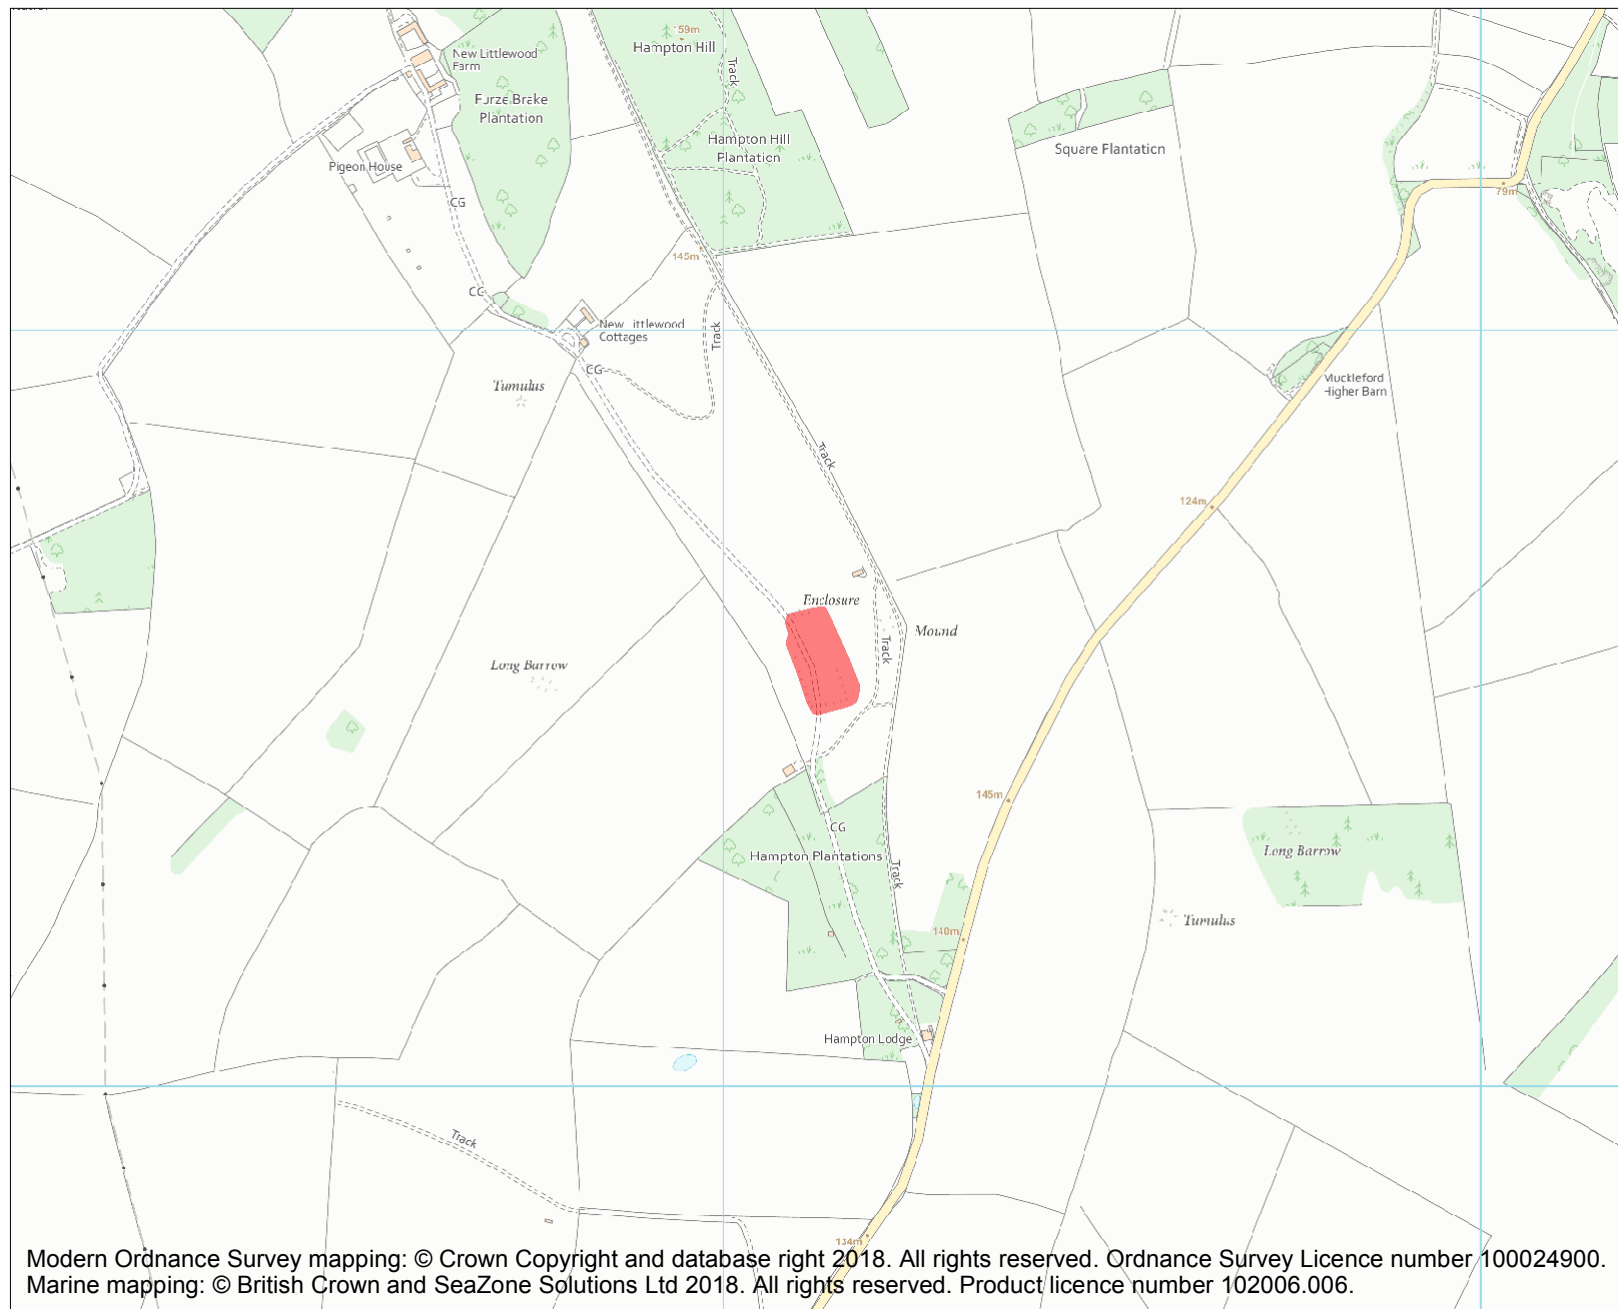 159m
Hampton Hill
Track
New Littlewood
Farm
Furze Brake
Plantation
Hampton Hill
Plantation
Square Plantation
Pigeon House
CG
79m
145m
CG
New Littlewood
Cottages
Track
CG
Tumulus
Muckleford
Higher Barn
Track
124m
Enclosure
Mound
Track
Long Barrow
145m
CG
Hampton Plantations
Track
Long Barrow
Tumulus
140m
Hampton Lodge
Track
134m
Modern Ordnance Survey mapping: © Crown Copyright and database right 2018. All rights reserved. Ordnance Survey Licence number 100024900.
Marine mapping: © British Crown and SeaZone Solutions Ltd 2018. All rights reserved. Product licence number 102006.006.